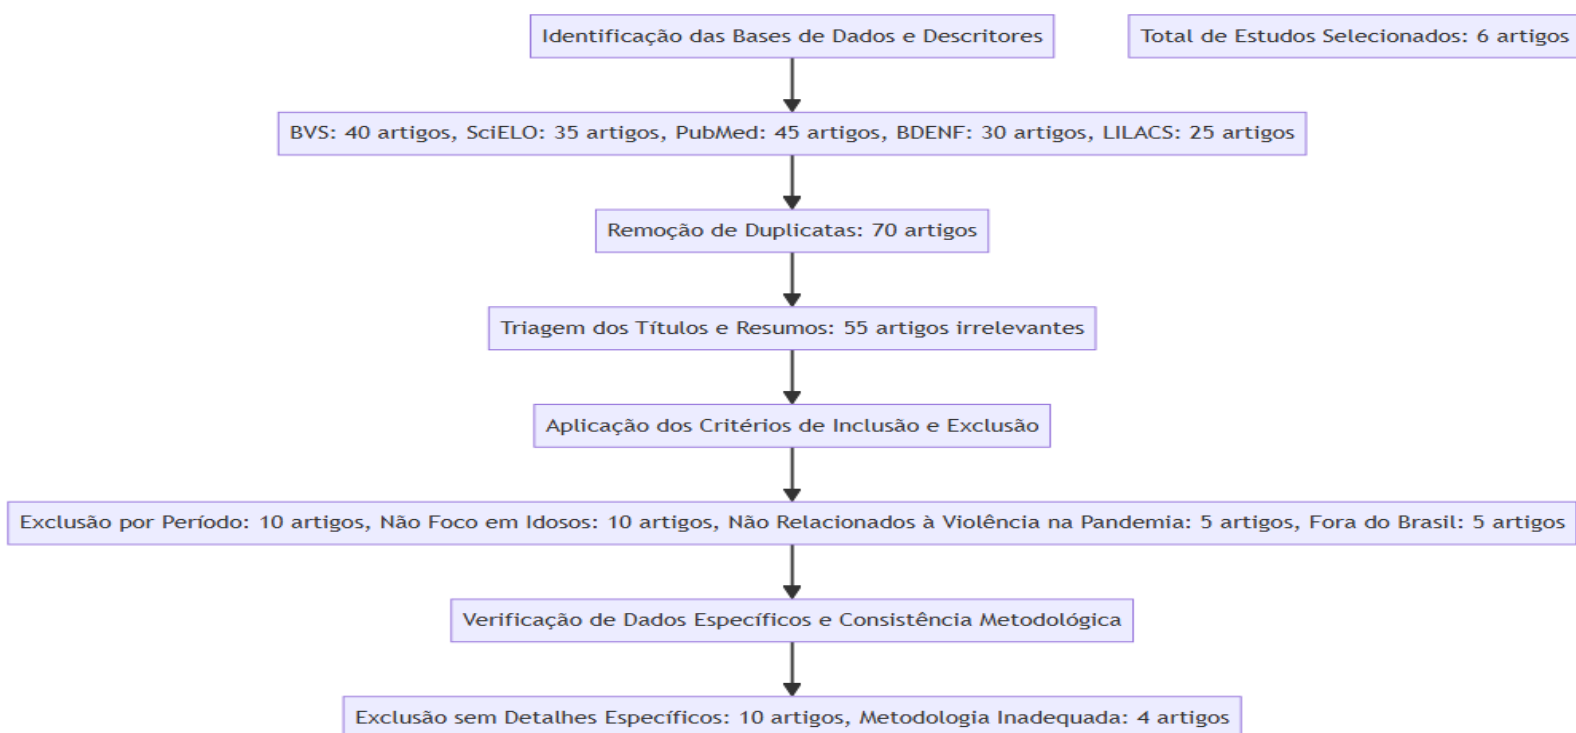 Identificação das Bases de Dados e Descritores
Total de Estudos Selecionados: 6 artigos
BVS: 40 artigos, SciELO: 35 artigos, PubMed: 45 artigos, BDENF: 30 artigos, LILACS: 25 artigos
Remoção de Duplicatas: 70 artigos
Triagem dos Títulos e Resumos: 55 artigos irrelevantes
Aplicação dos Critérios de Inclusão e Exclusão
Exclusão por Período: 10 artigos, Não Foco em Idosos: 10 artigos, Não Relacionados à Violência na Pandemia: 5 artigos, Fora do Brasil: 5 artigos
Verificação de Dados Específicos e Consistência Metodológica
Exclusão sem Detalhes Específicos: 10 artigos, Metodologia Inadequada: 4 artigos